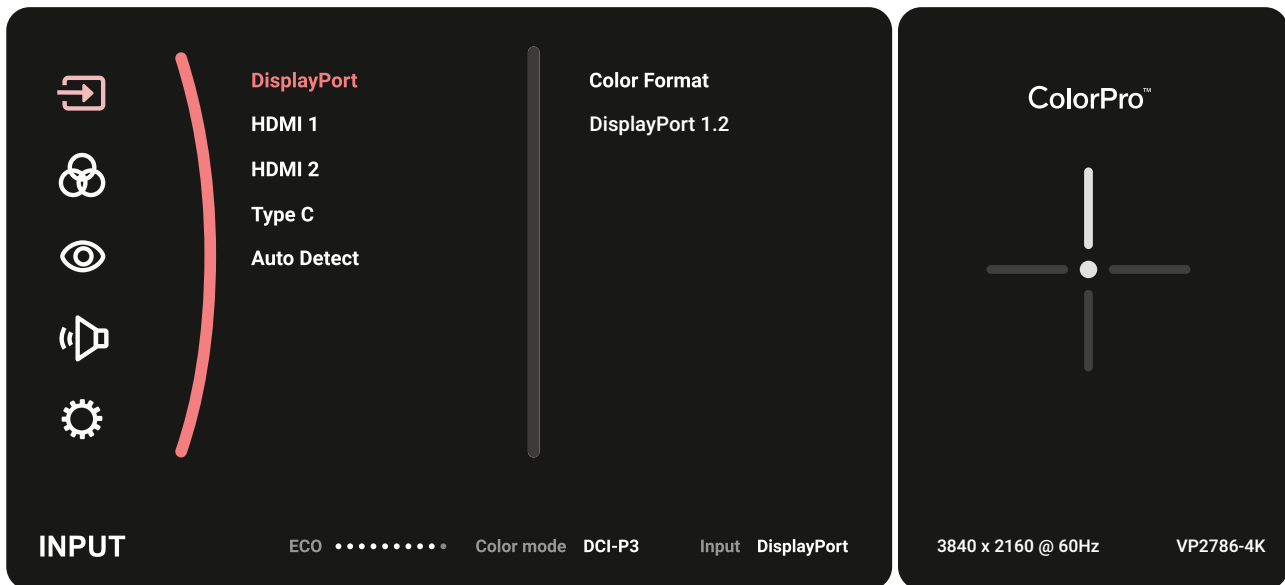 DisplayPort
HDMI 1
HDMI 2
Type C
Auto Detect
Color Format
DisplayPort 1.2
INPUT
ECO
Color mode DCI-P3
Input DisplayPort
ColorPro™
3840 x 2160 @ 60Hz
VP2786-4K